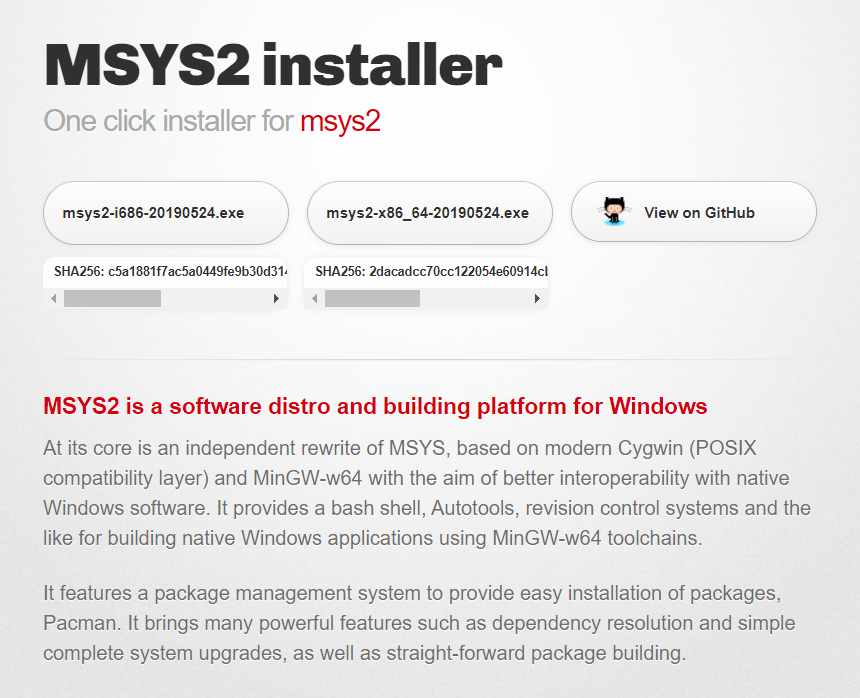 MSYS2 installer
One click installer for msys2
msys2-i686-20190524.exe
msys2-x86_64-20190524.exe
View on GitHub
SHA256: c5a1881f7ac5a0449fe9b30d314
SHA256: 2dacadcc70cc122054e60914cb
MSYS2 is a software distro and building platform for Windows
At its core is an independent rewrite of MSYS, based on modern Cygwin (POSIX
compatibility layer) and MinGW-w64 with the aim of better interoperability with native
Windows software. It provides a bash shell, Autotools, revision control systems and the
like for building native Windows applications using MinGW-w64 toolchains.
It features a package management system to provide easy installation of packages,
Pacman. It brings many powerful features such as dependency resolution and simple
complete system upgrades, as well as straight-forward package building.